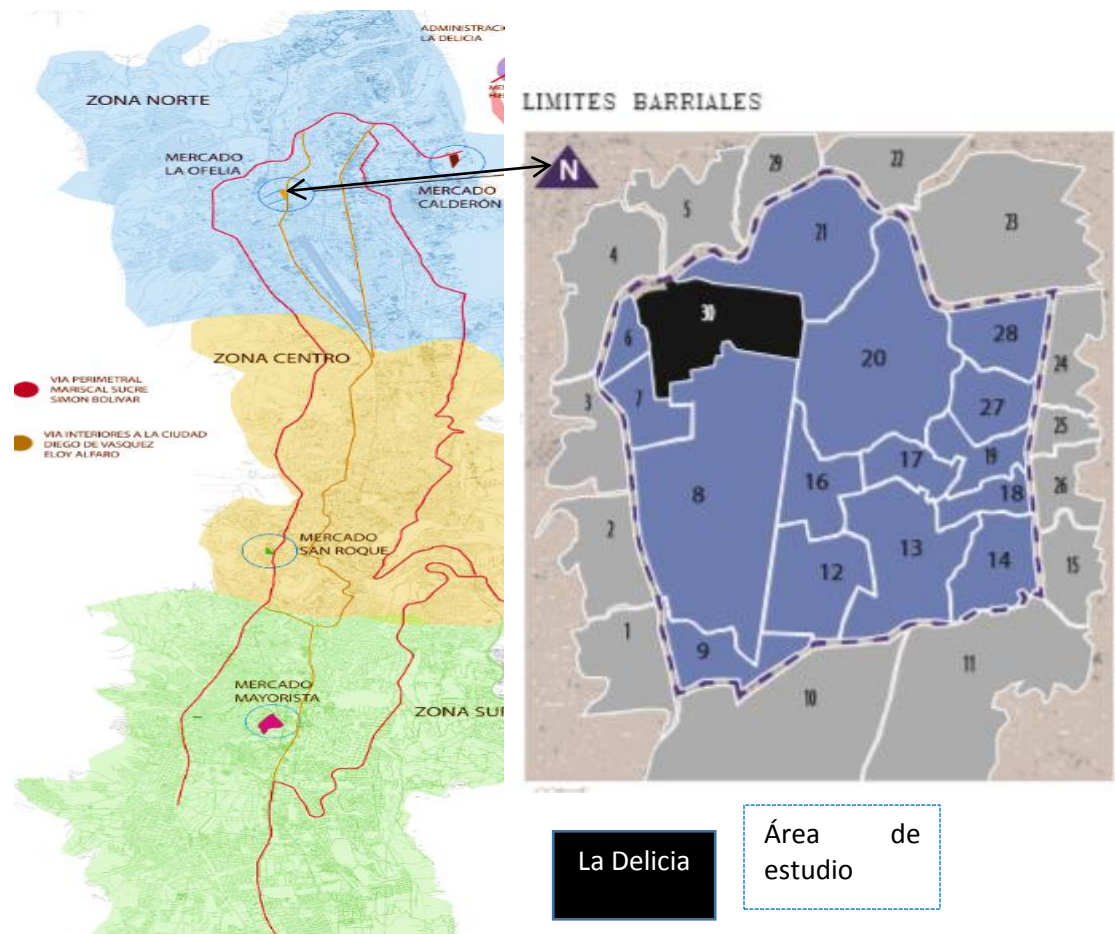 ADMINISTRACI
LA DELICIA
ZONA NORTE
MERCADO
LA OFELIA
MERCADO
CALDERÓN
ZONA CENTRO
VIA PERIMETRAL
MARISCAL SUCRE
SIMON BOLIVAR
VIA INTERIORES A LA CIUDAD
DIEGO DE VASQUEZ
ELOY ALFARO
MERCADO
SAN ROQUE
MERCADO
MAYORISTA
ZONA SU
LIMITES BARRIALES
N
29
22
5
21
23
4
30
6
28
20
24
3
7
27
25
17
19
8
16
26
18
2
13
14
15
12
1
9
11
10
La Delicia
Área de
estudio